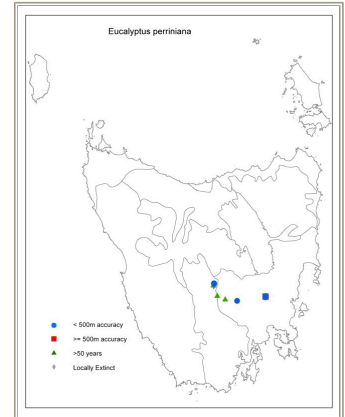 Eucalyptus perriniana
< 500m accuracy
>= 500m accuracy
>50 years
Locally Extinct